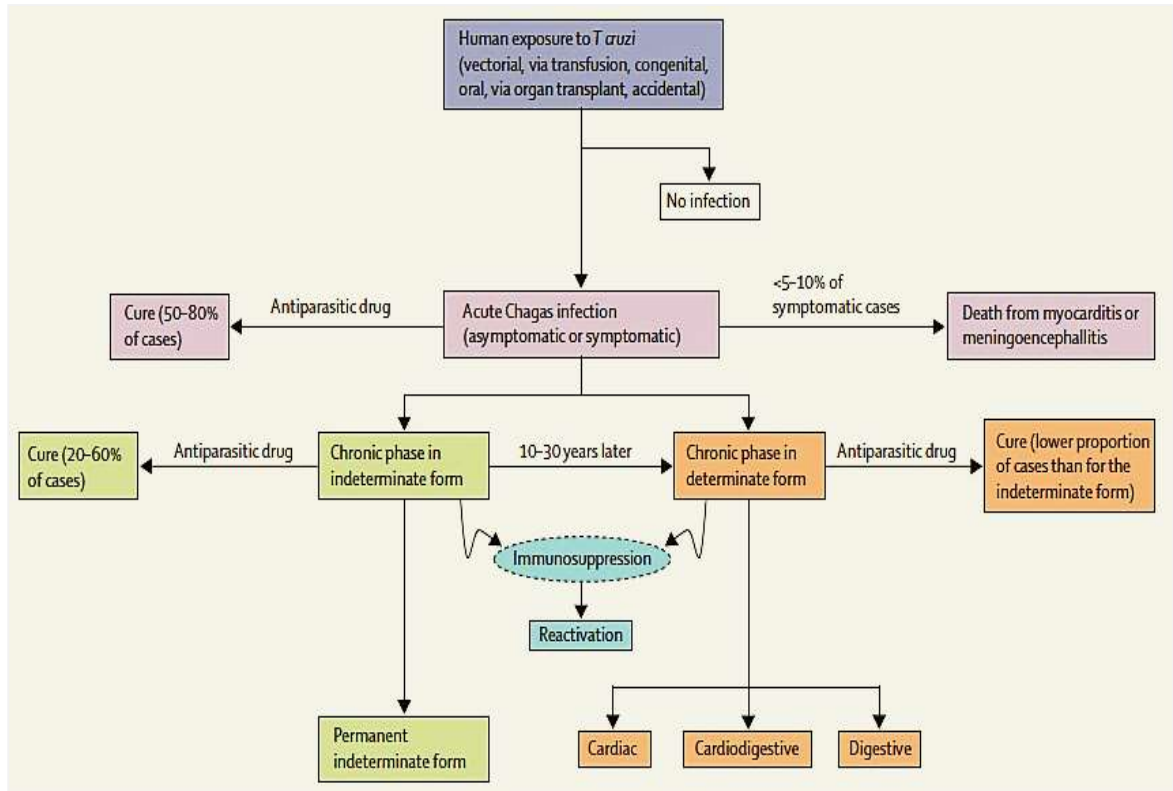 Human exposure to T cruzi
(vectorial, via transfusion, congenital,
oral, via organ transplant, accidental)
No infection
Cure (50–80%
of cases)
Antiparasitic drug
Acute Chagas infection
(asymptomatic or symptomatic)
<5–10% of
symptomatic cases
Death from myocarditis or
meningoencephallitis
Cure (20–60%
of cases)
Antiparasitic drug
Chronic phase in
indeterminate form
10–30 years later
Chronic phase in
determinate form
Antiparasitic drug
Cure (lower proportion
of cases than for the
indeterminate form)
Immunosuppression
Reactivation
Permanent
indeterminate form
Cardiac
Cardiodigestive
Digestive